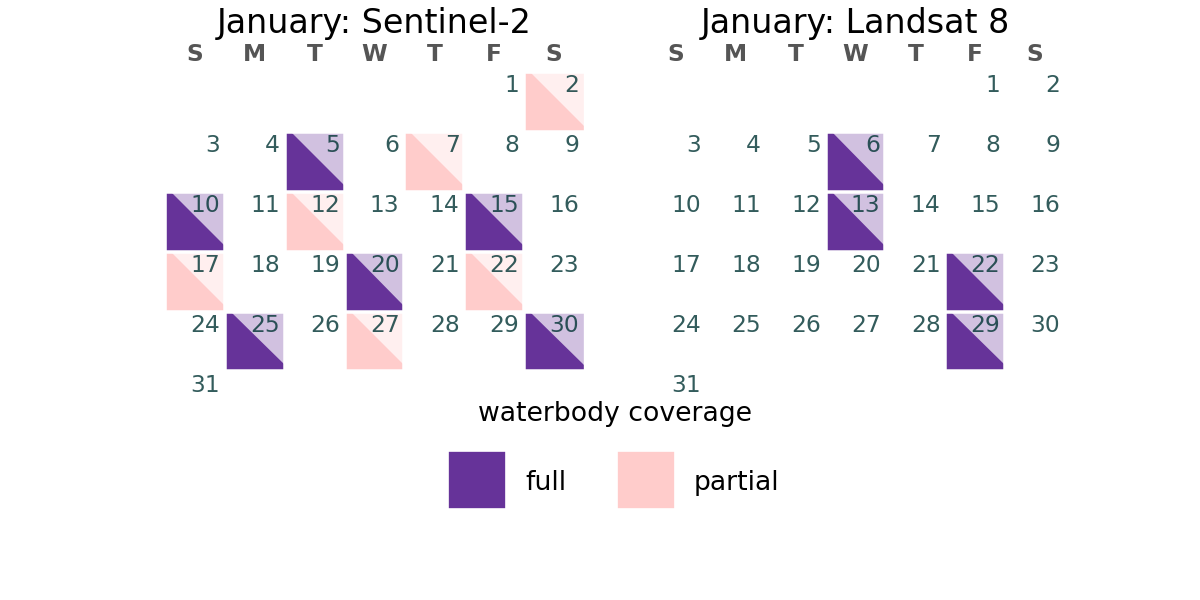 January: Sentinel-2
S M T W T F S
1 2
3 4 5 6 7 8 9
10 11 12 13 14 15 16
17 18 19 20 21 22 23
24 25 26 27 28 29 30
31
January: Landsat 8
S M T W T F S
1 2
3 4 5 6 7 8 9
10 11 12 13 14 15 16
17 18 19 20 21 22 23
24 25 26 27 28 29 30
31
waterbody coverage
full partial